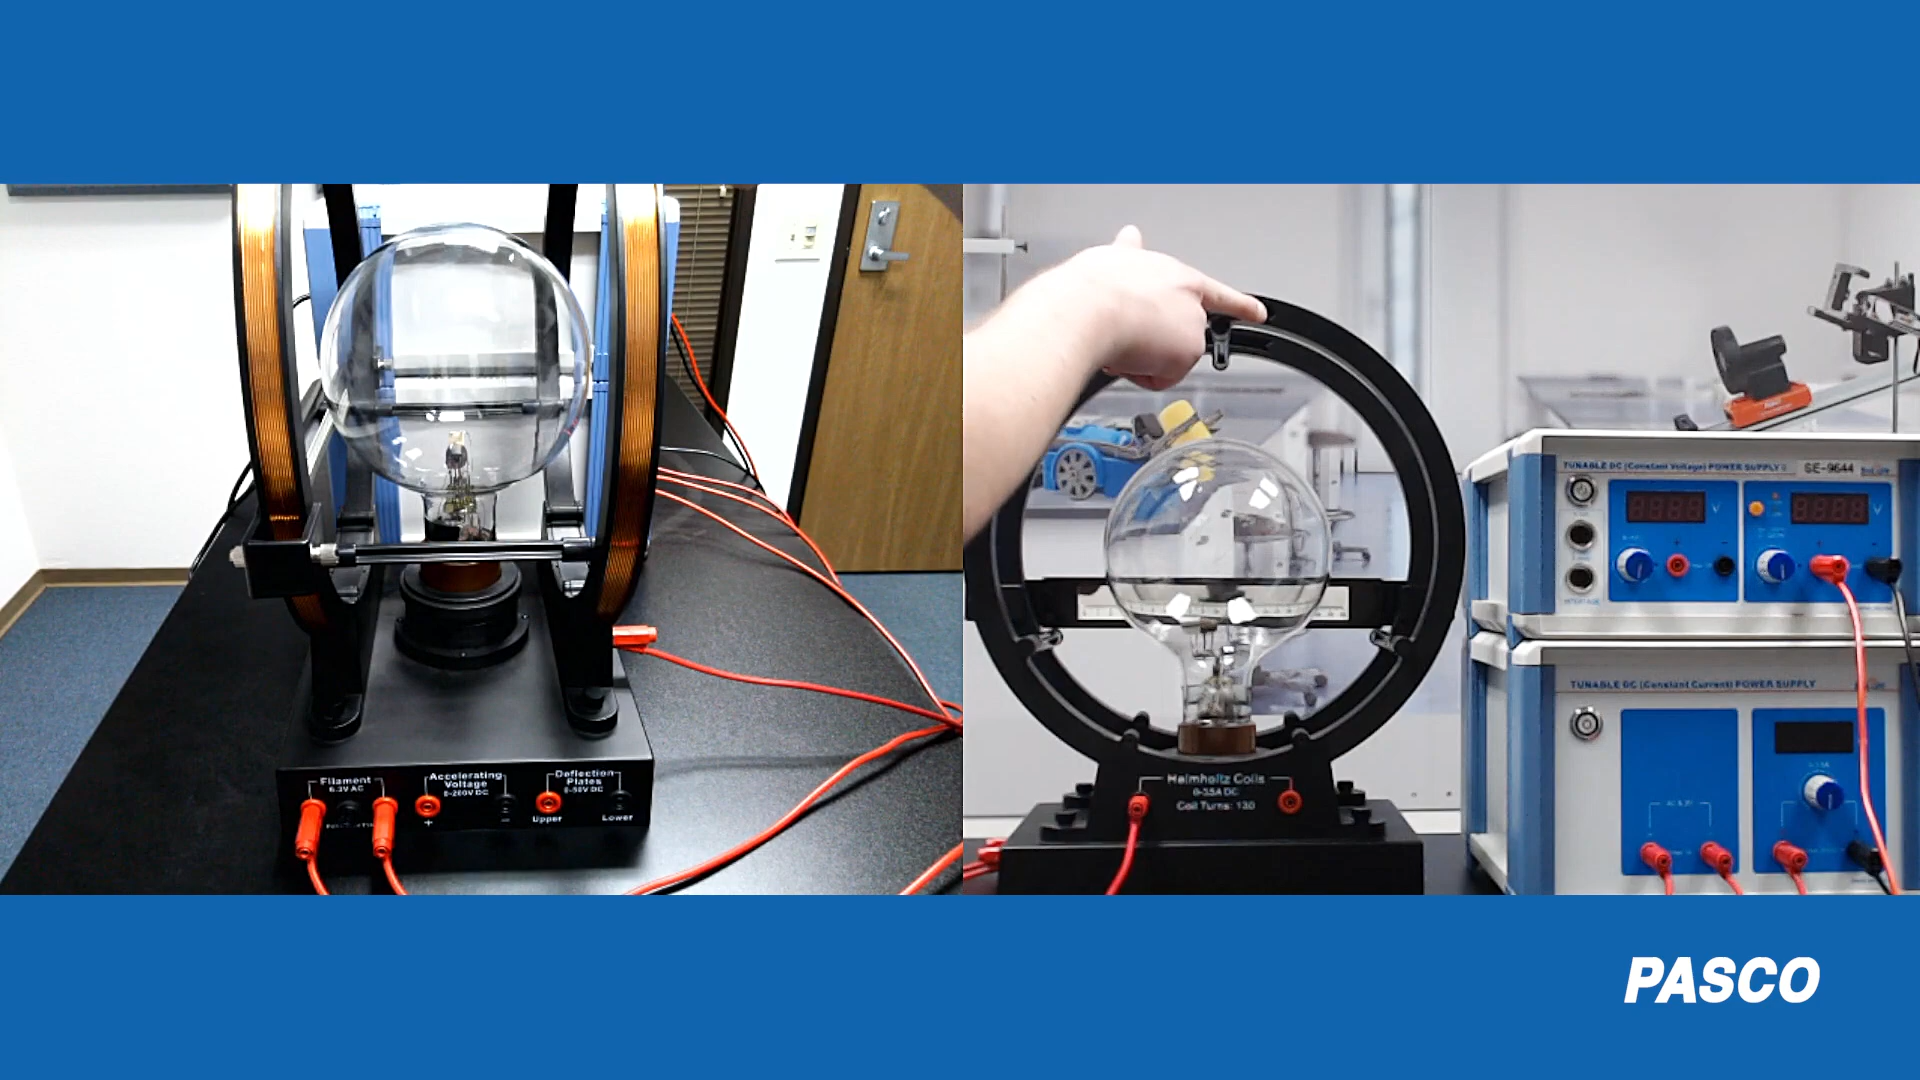 Filament
6.3V AC
Accelerating
Voltage
0-200V DC
+
-
Deflection
Plates
0-50V DC
Upper
Lower
Helmholtz Coils
0-3.5A DC
Coil Turns: 130
TUNABLE DC (Constant Voltage) POWER SUPPLY II
SE-9644
V
V
TUNABLE DC (Constant Current) POWER SUPPLY
PASCO